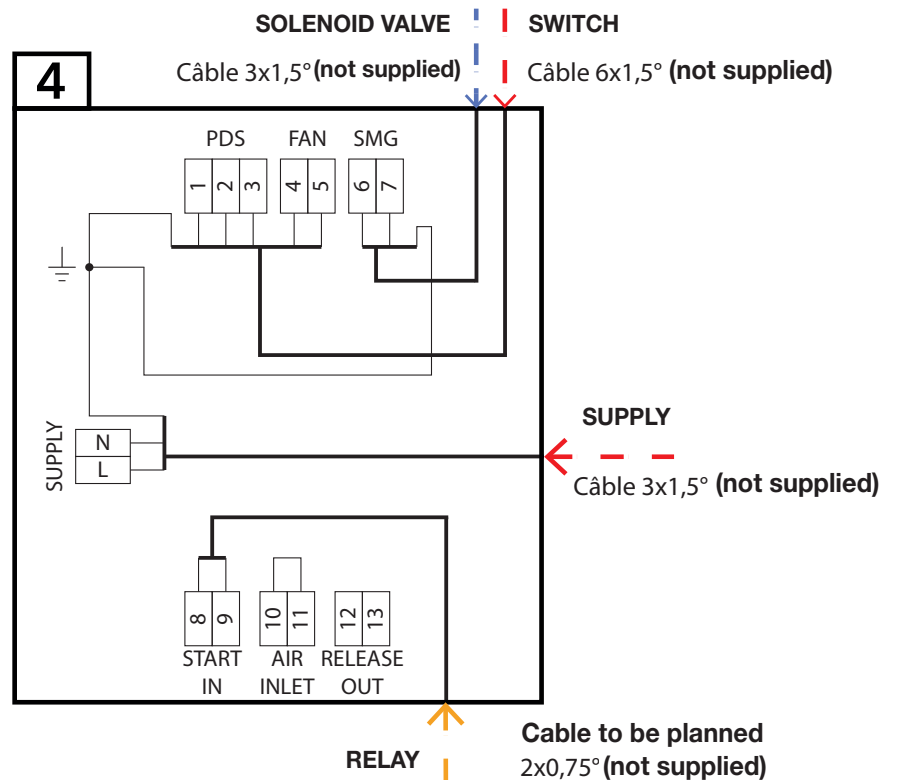 SOLENOID VALVE
SWITCH
Câble 3x1,5° (not supplied)
Câble 6x1,5° (not supplied)
4
PDS FAN SMG
1 2 3 4 5 6 7
SUPPLY
SUPPLY
N
L
Câble 3x1,5° (not supplied)
8 9 10 11 12 13
START AIR RELEASE
IN INLET OUT
RELAY
Cable to be planned
2x0,75° (not supplied)